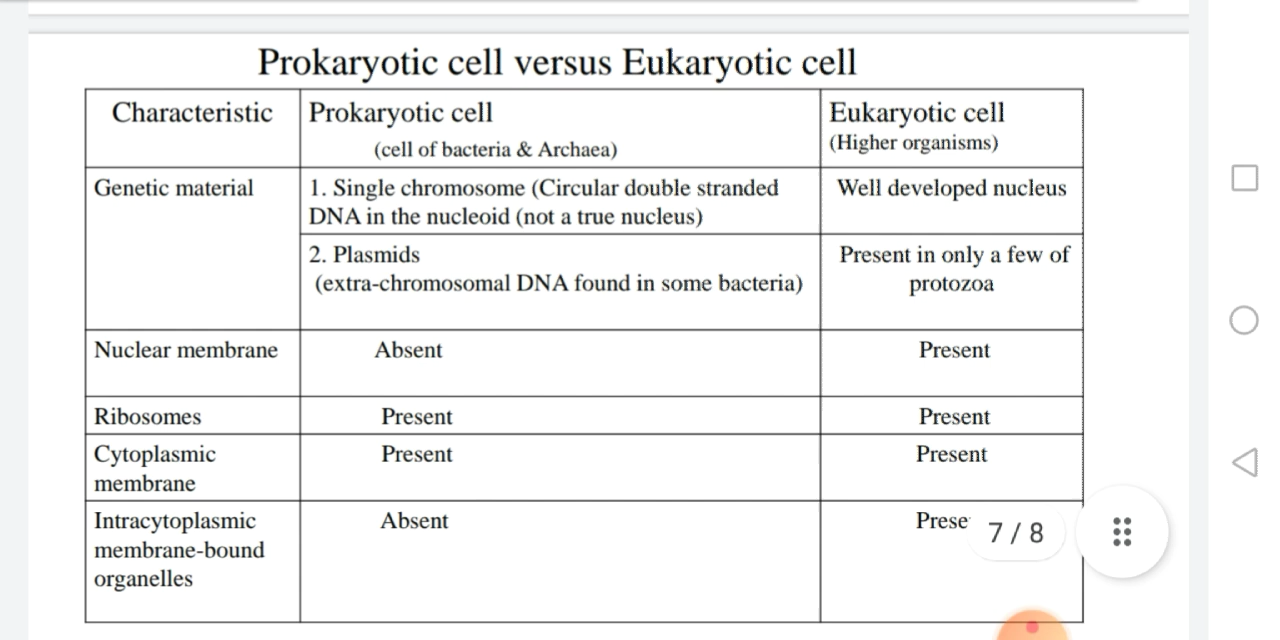 Prokaryotic cell versus Eukaryotic cell
Characteristic
Prokaryotic cell
(cell of bacteria & Archaea)
Eukaryotic cell
(Higher organisms)
Genetic material
1. Single chromosome (Circular double stranded
DNA in the nucleoid (not a true nucleus)
Well developed nucleus
2. Plasmids
(extra-chromosomal DNA found in some bacteria)
Present in only a few of
protozoa
Nuclear membrane
Absent
Present
Ribosomes
Present
Present
Cytoplasmic
membrane
Present
Present
Intracytoplasmic
membrane-bound
organelles
Absent
7 / 8